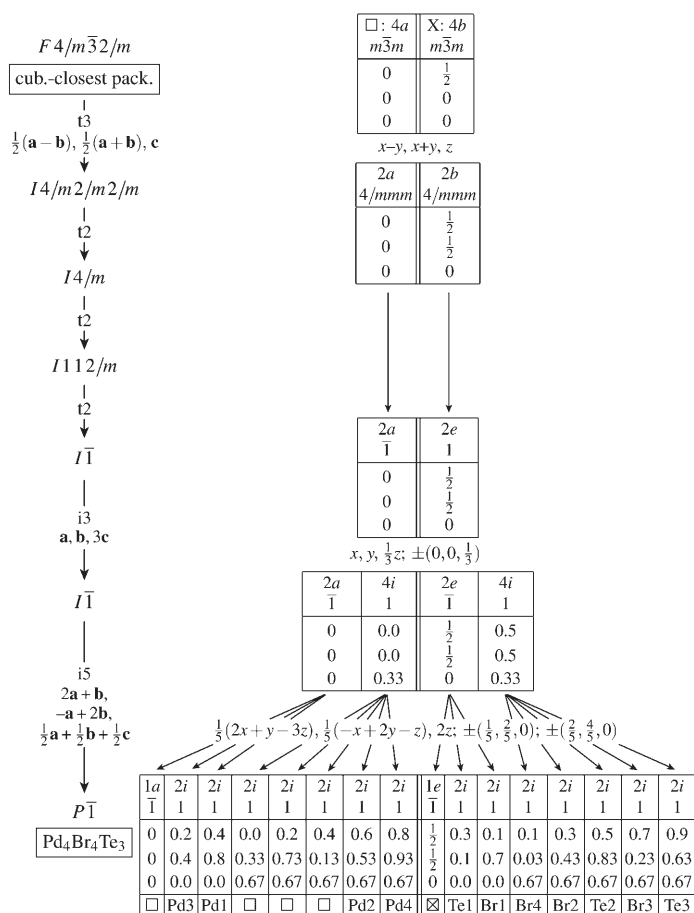 F 4/m 3̅ 2/m
cub.-closest pack.
t3
½(a − b), ½(a + b), c
I 4/m 2/m 2/m
t2
I 4/m
t2
I 1 1 2/m
t2
I 1̅
i3
a, b, 3c
I 1̅
i5
2a + b,
−a + 2b,
½a + ½b + ½c
P 1̅
Pd₄Br₄Te₃
□: 4a X: 4b
m3̅m m3̅m
0 ½
0 0
0 0
x−y, x+y, z
2a 2b
4/mmm 4/mmm
0 ½
0 ½
0 0
2a 2e
1̅ 1
0 ½
0 ½
0 0
x, y, ⅓z; ±(0,0,⅓)
2a 4i 2e 4i
1̅ 1 1̅ 1
0 0.0 ½ 0.5
0 0.0 ½ 0.5
0 0.33 0 0.33
⅕(2x + y − 3z), ⅕(−x + 2y − z), 2z; ±(⅕, ⅖, 0); ±(⅖, ⅘, 0)
1a 2i 2i 2i 2i 2i 2i 2i 1e 2i 2i 2i 2i 2i 2i 2i
1̅ 1 1 1 1 1 1 1 1̅ 1 1 1 1 1 1 1
0 0.2 0.4 0.0 0.2 0.4 0.6 0.8 ½ 0.3 0.1 0.1 0.3 0.5 0.7 0.9
0 0.4 0.8 0.33 0.73 0.13 0.53 0.93 ½ 0.1 0.7 0.03 0.43 0.83 0.23 0.63
0 0.0 0.0 0.67 0.67 0.67 0.67 0.67 0 0.0 0.0 0.67 0.67 0.67 0.67 0.67
□ Pd3 Pd1 □ □ □ Pd2 Pd4 ⊠ Te1 Br1 Br4 Br2 Te2 Br3 Te3